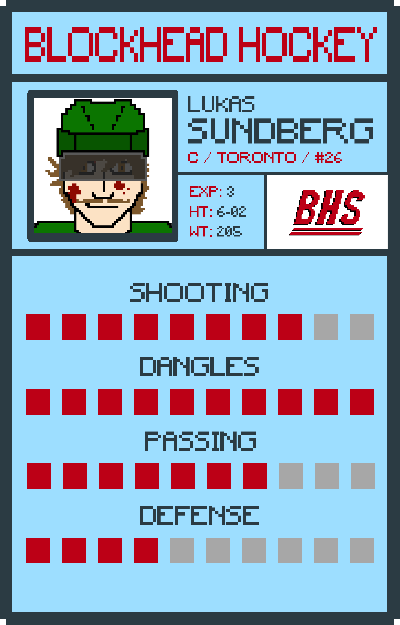 BLOCKHEAD HOCKEY
LUKAS
SUNDBERG
C / TORONTO / #26
EXP: 3
HT: 6-02
WT: 205
BHS
SHOOTING
DANGLES
PASSING
DEFENSE